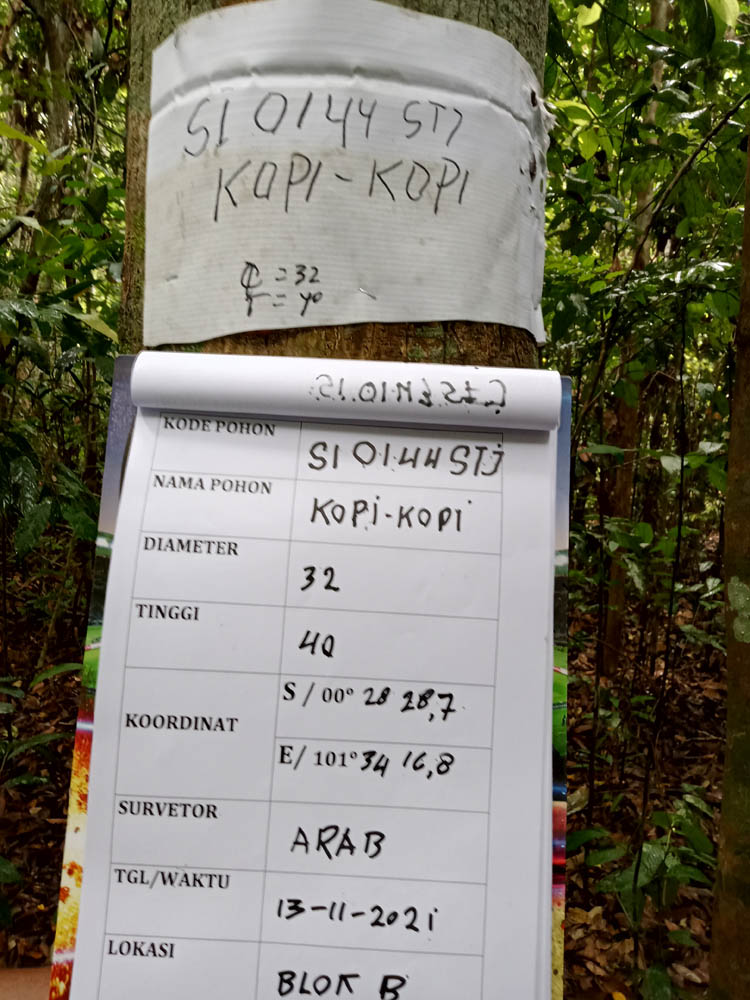 SI 0144 STJ
KOPI-KOPI
= 32
T = 40
KODE POHON
SI 0144 STJ
NAMA POHON
KOPI-KOPI
DIAMETER
32
TINGGI
40
KOORDINAT
S / 00° 28 28,7
E/ 101° 34 16,8
SURVETOR
ARAB
TGL/WAKTU
13-11-2021
LOKASI
BLOK B